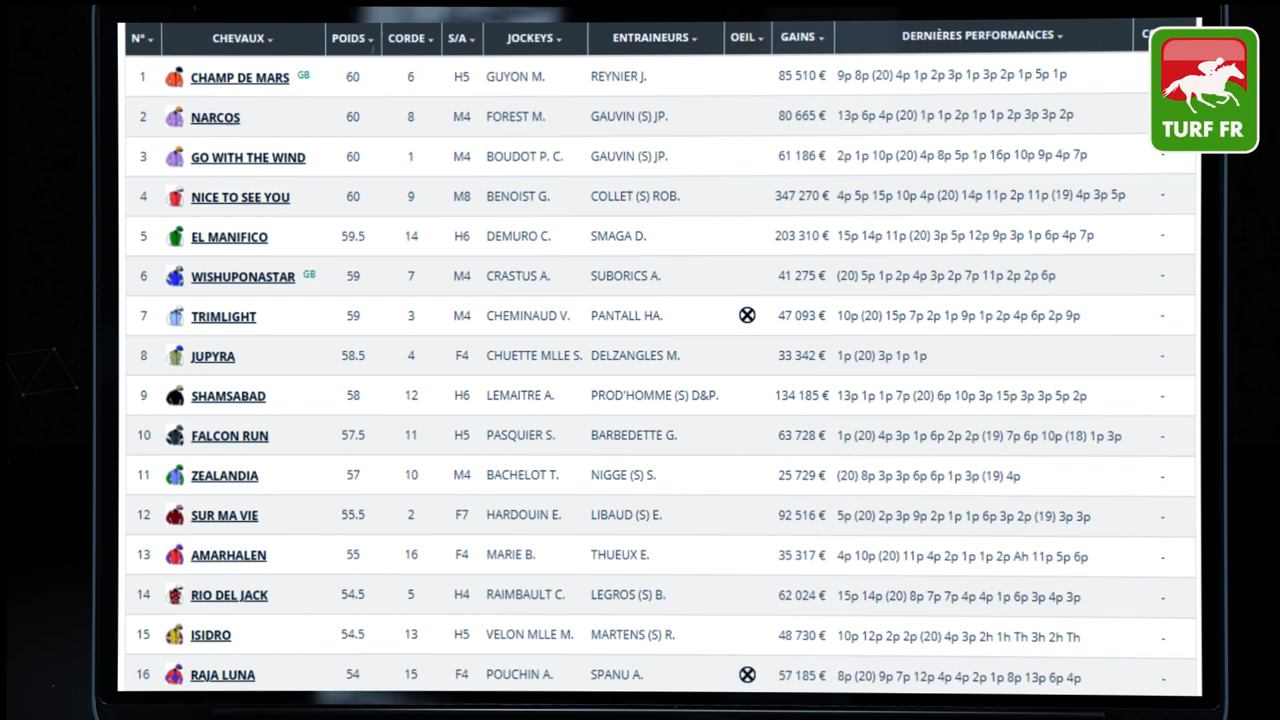 N° CHEVAUX POIDS CORDE S/A JOCKEYS ENTRAINEURS OEIL GAINS DERNIÈRES PERFORMANCES
1 CHAMP DE MARS GB 60 6 H5 GUYON M. REYNIER J. 85 510 € 9p 8p (20) 4p 1p 2p 3p 1p 3p 2p 1p 5p 1p
2 NARCOS 60 8 M4 FOREST M. GAUVIN (S) JP. 80 665 € 13p 6p 4p (20) 1p 1p 2p 1p 1p 2p 3p 3p 2p
TURF FR
3 GO WITH THE WIND 60 1 M4 BOUDOT P. C. GAUVIN (S) JP. 61 186 € 2p 1p 10p (20) 4p 8p 5p 1p 16p 10p 9p 4p 7p -
4 NICE TO SEE YOU 60 9 M8 BENOIST G. COLLET (S) ROB. 347 270 € 4p 5p 15p 10p 4p (20) 14p 11p 2p 11p (19) 4p 3p 5p -
5 EL MANIFICO 59.5 14 H6 DEMURO C. SMAGA D. 203 310 € 15p 14p 11p (20) 3p 5p 12p 9p 3p 1p 6p 4p 7p -
6 WISHUPONASTAR GB 59 7 M4 CRASTUS A. SUBORICS A. 41 275 € (20) 5p 1p 2p 4p 3p 2p 7p 11p 2p 2p 6p -
7 TRIMLIGHT 59 3 M4 CHEMINAUD V. PANTALL HA. 47 093 € 10p (20) 15p 7p 2p 1p 9p 1p 2p 4p 6p 2p 9p -
8 JUPYRA 58.5 4 F4 CHUETTE MLLE S. DELZANGLES M. 33 342 € 1p (20) 3p 1p 1p -
9 SHAMSABAD 58 12 H6 LEMAITRE A. PROD'HOMME (S) D&P. 134 185 € 13p 1p 1p 7p (20) 6p 10p 3p 15p 3p 3p 5p 2p -
10 FALCON RUN 57.5 11 H5 PASQUIER S. BARBEDETTE G. 63 728 € 1p (20) 4p 3p 1p 6p 2p 2p (19) 7p 6p 10p (18) 1p 3p -
11 ZEALANDIA 57 10 M4 BACHELOT T. NIGGE (S) S. 25 729 € (20) 8p 3p 3p 6p 6p 1p 3p (19) 4p -
12 SUR MA VIE 55.5 2 F7 HARDOUIN E. LIBAUD (S) E. 92 516 € 5p (20) 2p 3p 9p 2p 1p 1p 6p 3p 2p (19) 3p 3p -
13 AMARHALEN 55 16 F4 MARIE B. THUEUX E. 35 317 € 4p 10p (20) 11p 4p 2p 1p 1p 2p Ah 11p 5p 6p -
14 RIO DEL JACK 54.5 5 H4 RAIMBAULT C. LEGROS (S) B. 62 024 € 15p 14p (20) 8p 7p 7p 4p 4p 1p 6p 3p 4p 3p -
15 ISIDRO 54.5 13 H5 VELON MLLE M. MARTENS (S) R. 48 730 € 10p 12p 2p 2p (20) 4p 3p 2h 1h Th 3h 2h Th -
16 RAJA LUNA 54 15 F4 POUCHIN A. SPANU A. 57 185 € 8p (20) 9p 7p 12p 4p 4p 2p 1p 8p 13p 6p 4p -